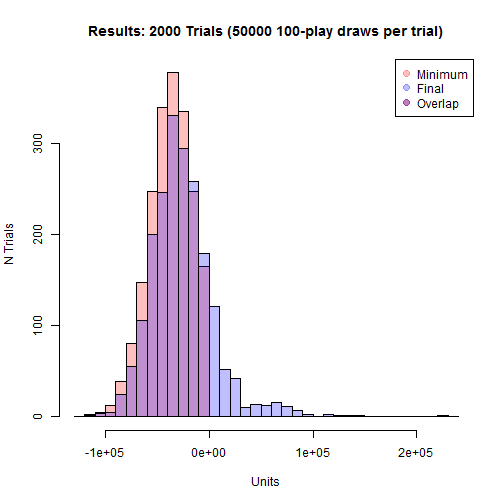 Results: 2000 Trials (50000 100-play draws per trial)
Minimum
Final
Overlap
N Trials
300
200
100
0
-1e+05 0e+00 1e+05 2e+05
Units